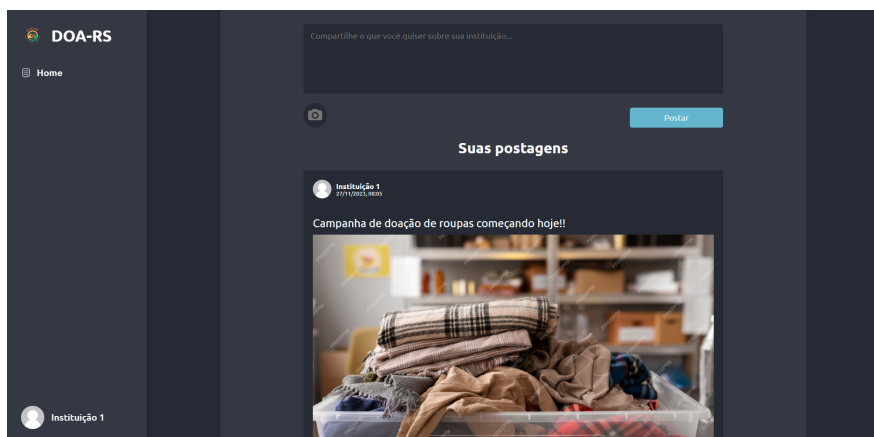 DOA-RS
Home
Compartilhe o que você quiser sobre sua instituição...
Postar
Suas postagens
Instituição 1
27/11/2023, 08:05
Campanha de doação de roupas começando hoje!!
Instituição 1